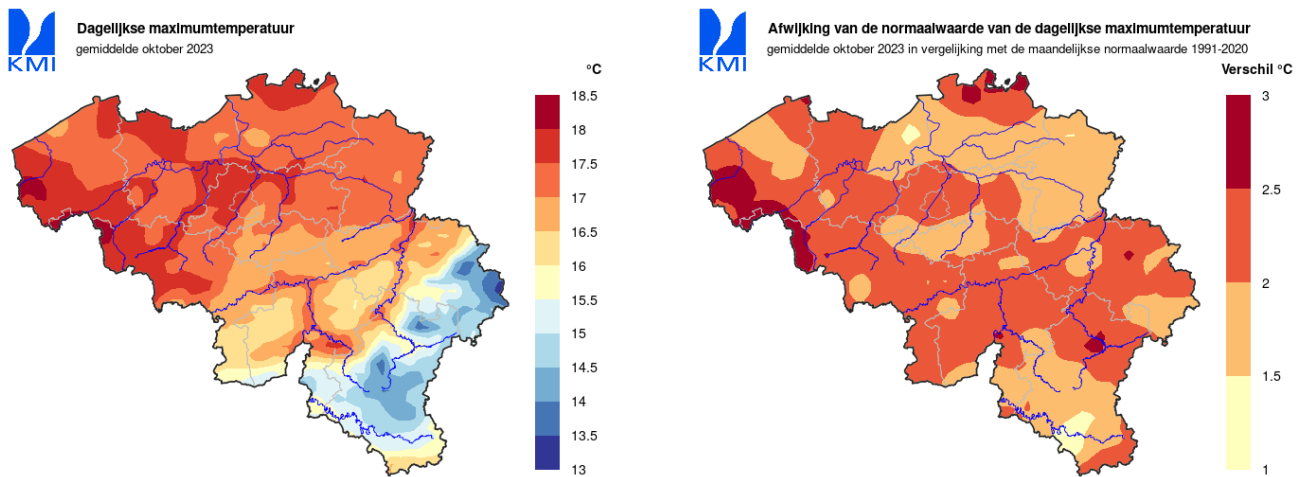 KMI
Dagelijkse maximumtemperatuur
gemiddelde oktober 2023
°C
18.5
18
17.5
17
16.5
16
15.5
15
14.5
14
13.5
13
KMI
Afwijking van de normaalwaarde van de dagelijkse maximumtemperatuur
gemiddelde oktober 2023 in vergelijking met de maandelijkse normaalwaarde 1991-2020
Verschil °C
3
2.5
2
1.5
1